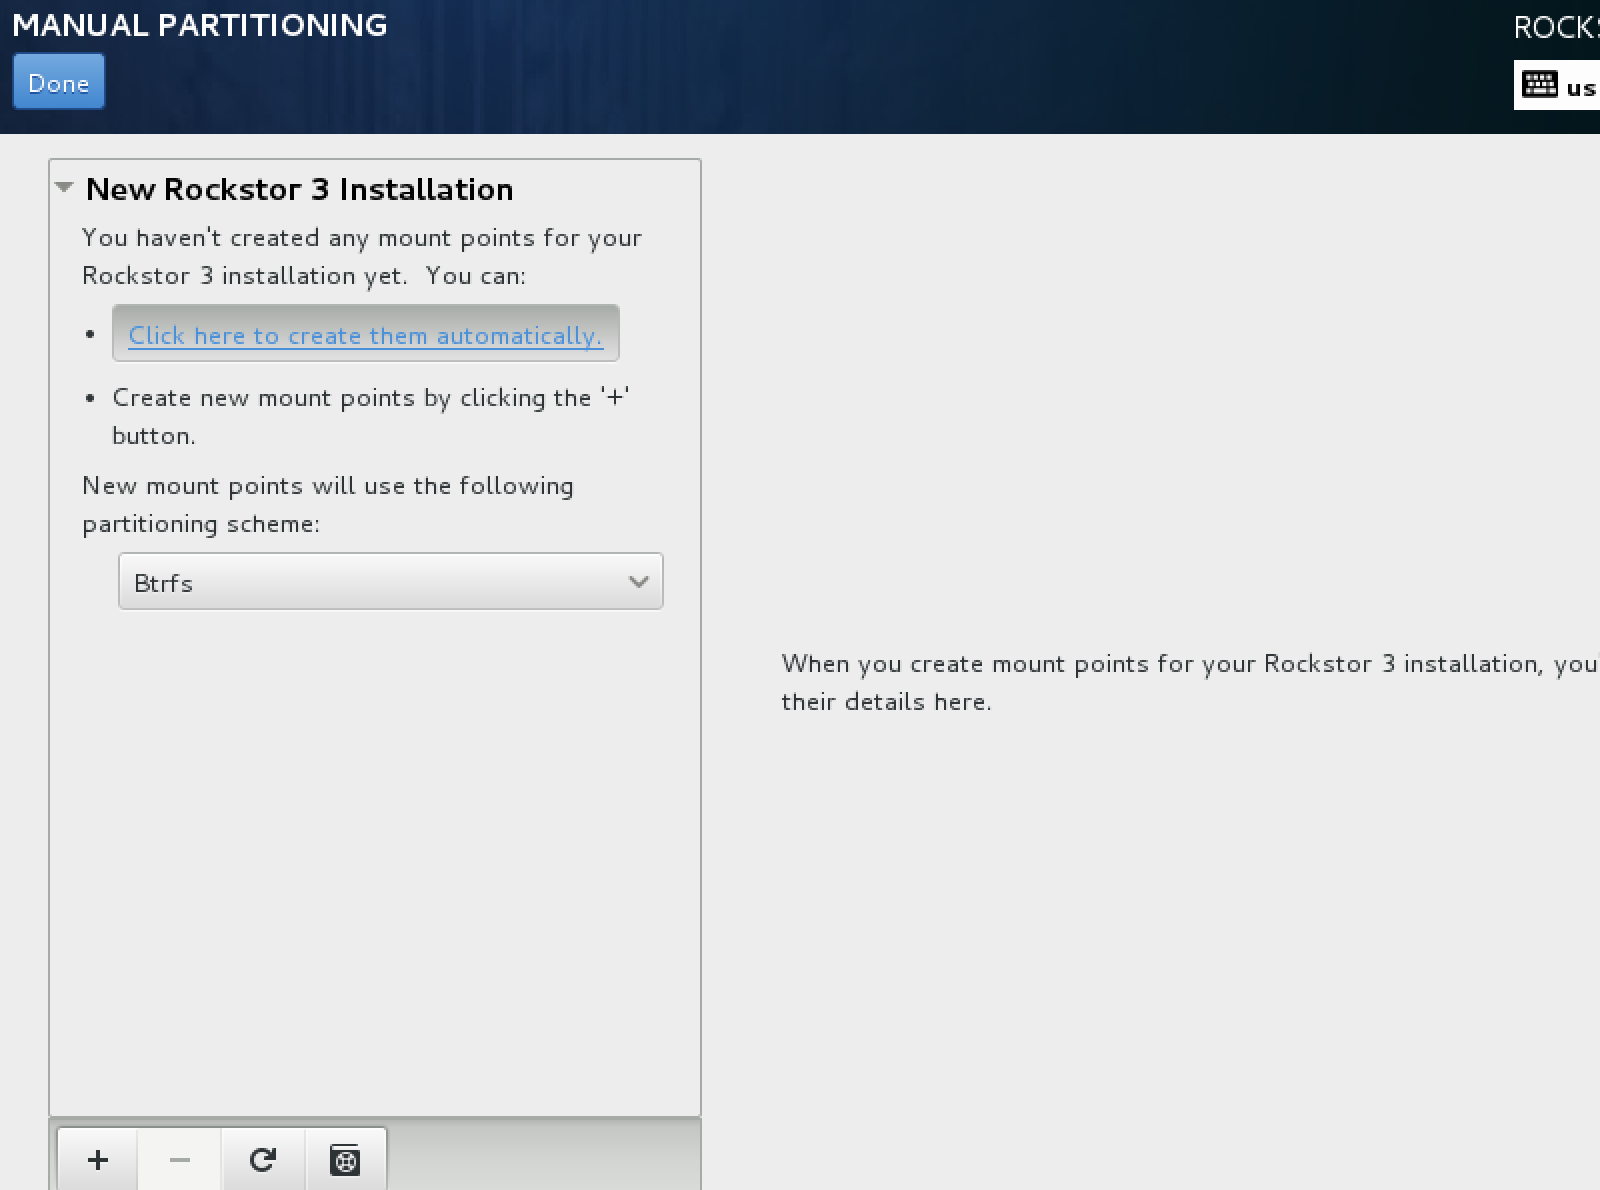 MANUAL PARTITIONING
ROCKS
Done
us
New Rockstor 3 Installation
You haven't created any mount points for your
Rockstor 3 installation yet.  You can:
• Click here to create them automatically.
• Create new mount points by clicking the '+'
button.
New mount points will use the following
partitioning scheme:
Btrfs
When you create mount points for your Rockstor 3 installation, you'
their details here.